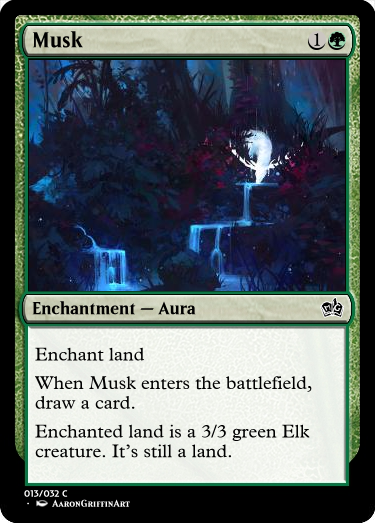 Musk 1
Enchantment — Aura
Enchant land
When Musk enters the battlefield,
draw a card.
Enchanted land is a 3/3 green Elk
creature. It's still a land.
013/032 C
· AaronGriffinArt